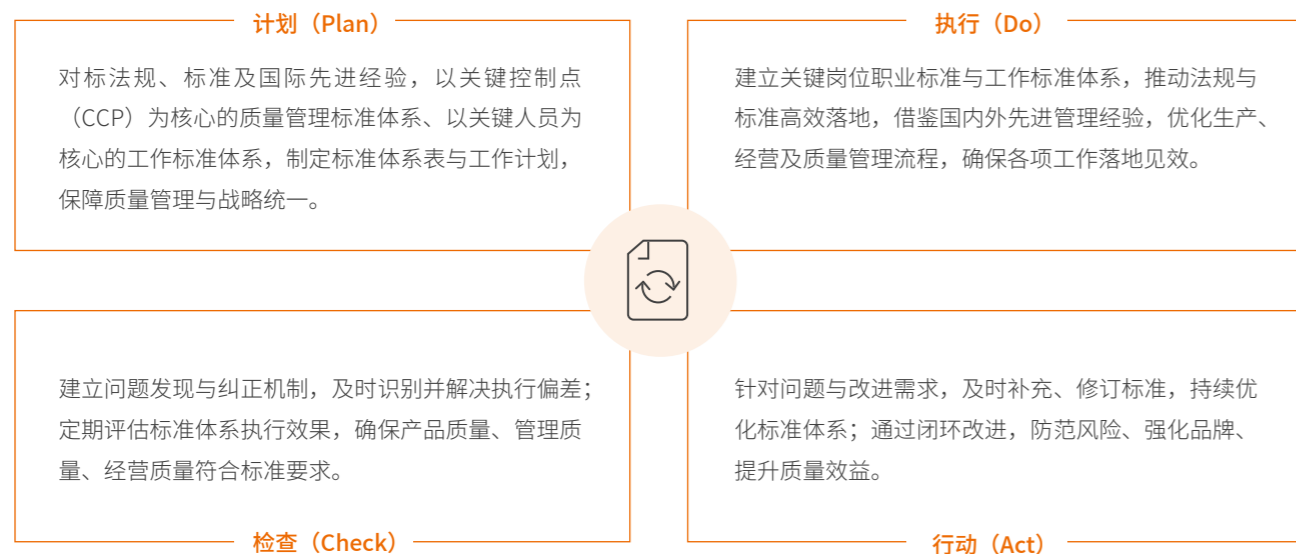 计划（Plan）
对标法规、标准及国际先进经验，以关键控制点
（CCP）为核心的质量管理标准体系、以关键人员为
核心的工作标准体系，制定标准体系表与工作计划，
保障质量管理与战略统一。
执行（Do）
建立关键岗位职业标准与工作标准体系，推动法规与
标准高效落地，借鉴国内外先进管理经验，优化生产、
经营及质量管理流程，确保各项工作落地见效。
建立问题发现与纠正机制，及时识别并解决执行偏差；
定期评估标准体系执行效果，确保产品质量、管理质
量、经营质量符合标准要求。
检查（Check）
针对问题与改进需求，及时补充、修订标准，持续优
化标准体系；通过闭环改进，防范风险、强化品牌、
提升质量效益。
行动（Act）